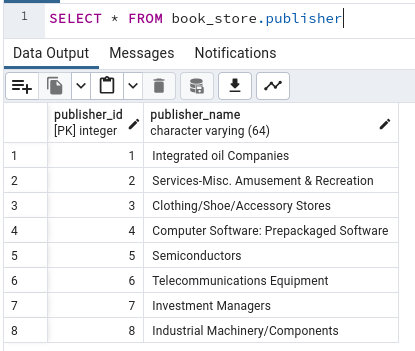 1 SELECT * FROM book_store.publisher
Data Output Messages Notifications
publisher_id publisher_name
[PK] integer character varying (64)
1 1 Integrated oil Companies
2 2 Services-Misc. Amusement & Recreation
3 3 Clothing/Shoe/Accessory Stores
4 4 Computer Software: Prepackaged Software
5 5 Semiconductors
6 6 Telecommunications Equipment
7 7 Investment Managers
8 8 Industrial Machinery/Components